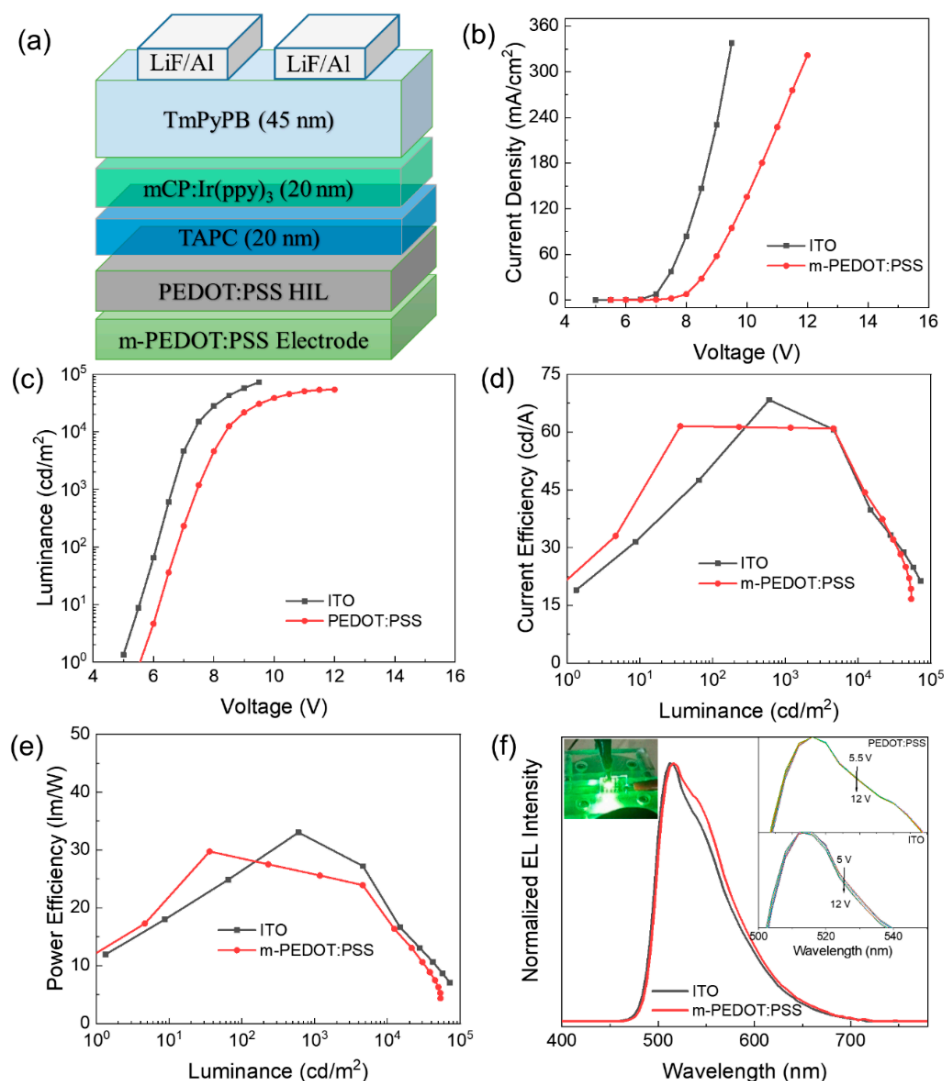 (a)
LiF/Al LiF/Al
TmPyPB (45 nm)
mCP:Ir(ppy)₃ (20 nm)
TAPC (20 nm)
PEDOT:PSS HIL
m-PEDOT:PSS Electrode
(b)
Current Density (mA/cm²)
360
300
240
180
120
60
0
4 6 8 10 12 14 16
Voltage (V)
ITO
m-PEDOT:PSS
(c)
Luminance (cd/m²)
10⁵
10⁴
10³
10²
10¹
10⁰
4 6 8 10 12 14 16
Voltage (V)
ITO
PEDOT:PSS
(d)
Current Efficiency (cd/A)
75
60
45
30
15
0
10⁰ 10¹ 10² 10³ 10⁴ 10⁵
Luminance (cd/m²)
ITO
m-PEDOT:PSS
(e)
Power Efficiency (lm/W)
50
40
30
20
10
0
10⁰ 10¹ 10² 10³ 10⁴ 10⁵
Luminance (cd/m²)
ITO
m-PEDOT:PSS
(f)
Normalized EL Intensity
400 500 600 700
Wavelength (nm)
ITO
m-PEDOT:PSS
PEDOT:PSS
5.5 V
12 V
ITO
5 V
12 V
500 520 540
Wavelength (nm)